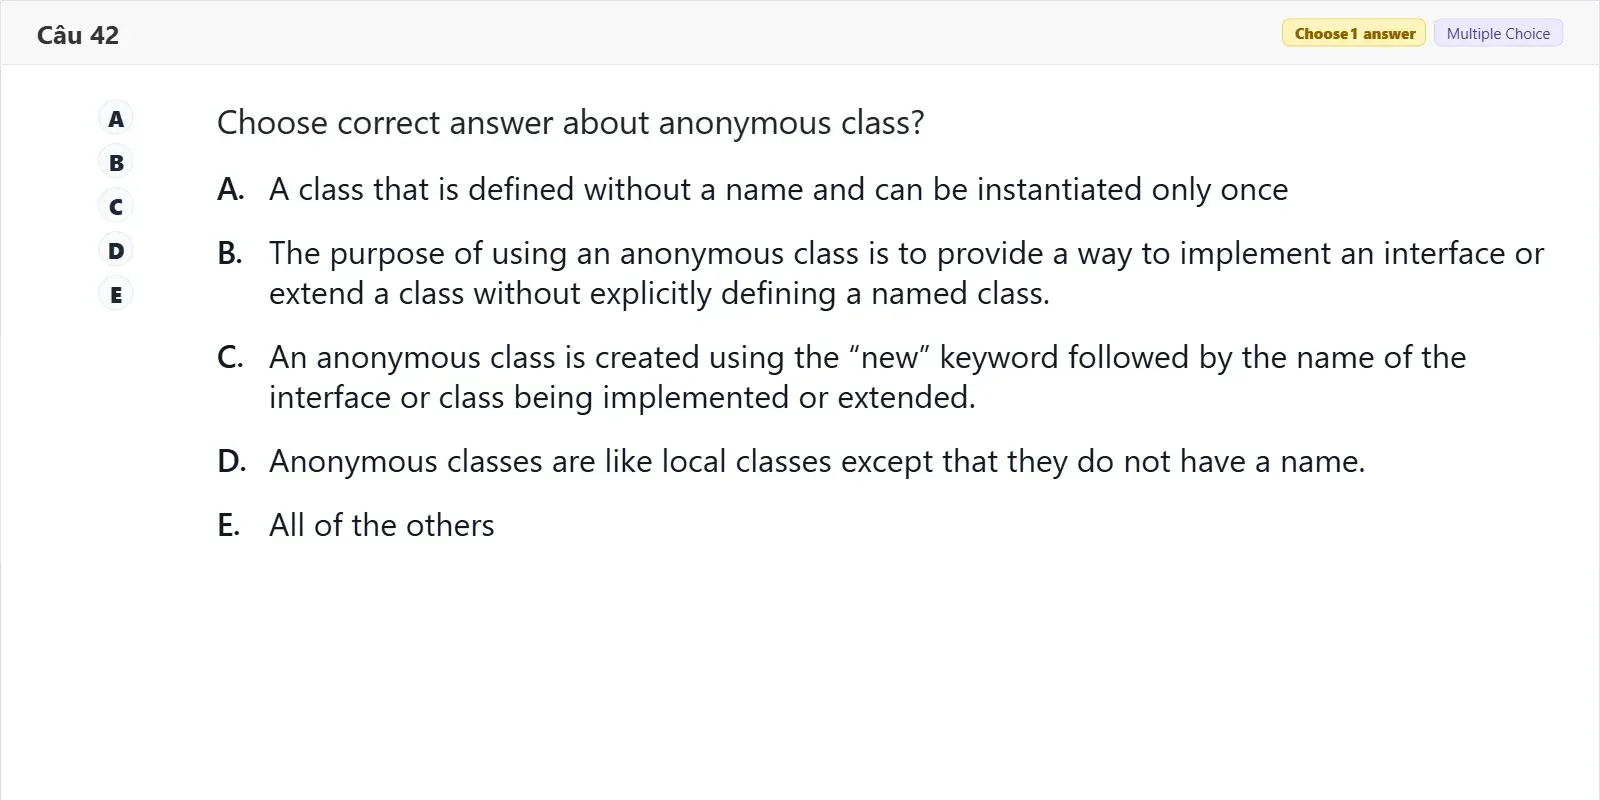 Câu 42
Choose1 answer
Multiple Choice
A
B
C
D
E
Choose correct answer about anonymous class?
A. A class that is defined without a name and can be instantiated only once
B. The purpose of using an anonymous class is to provide a way to implement an interface or
extend a class without explicitly defining a named class.
C. An anonymous class is created using the “new” keyword followed by the name of the
interface or class being implemented or extended.
D. Anonymous classes are like local classes except that they do not have a name.
E. All of the others